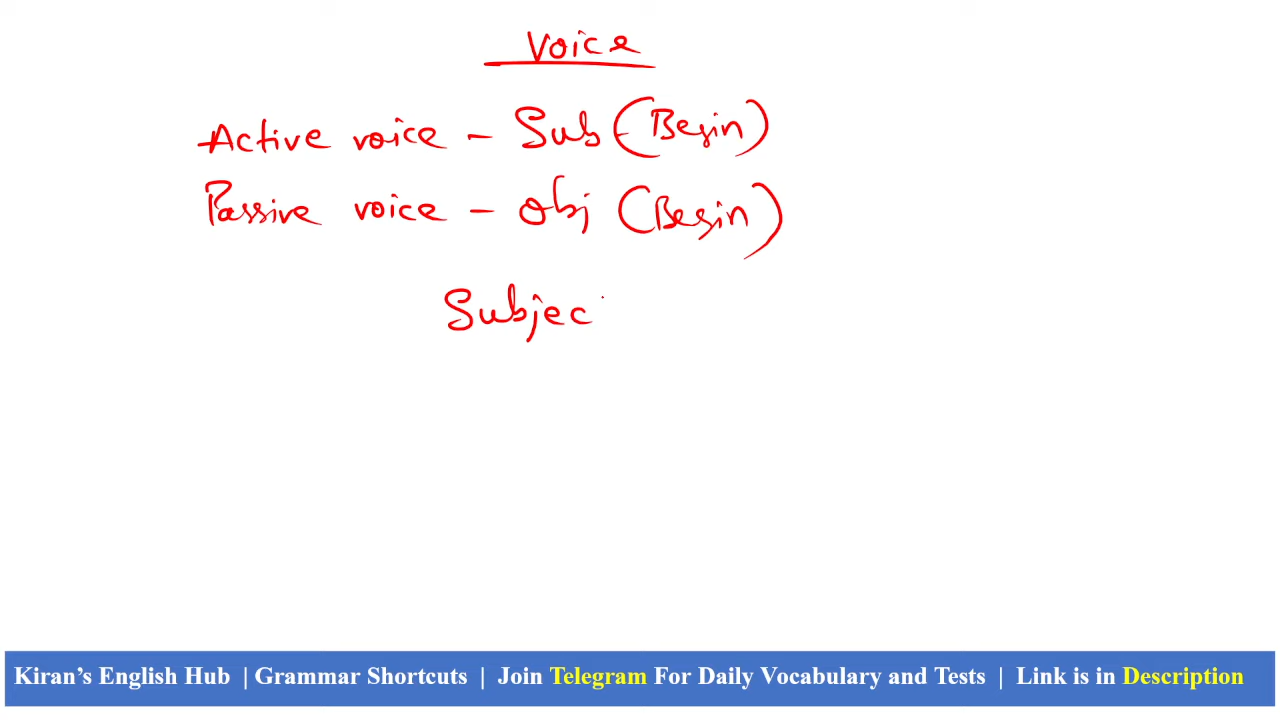 Voice
Active voice - Sub (Begin)
Passive voice - Obj (Begin)
Subjec
Kiran's English Hub | Grammar Shortcuts | Join Telegram For Daily Vocabulary and Tests | Link is in Description